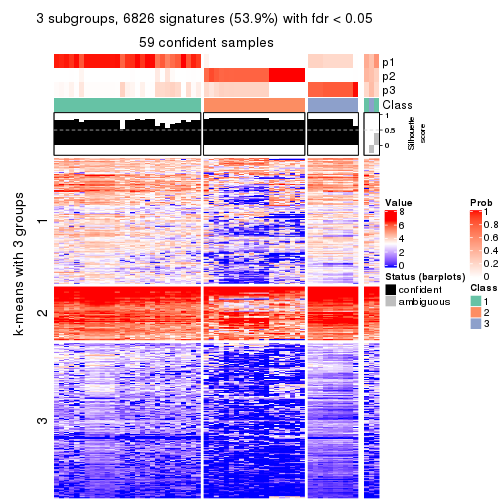 3 subgroups, 6826 signatures (53.9%) with fdr < 0.05
59 confident samples
p1
p2
p3
Class
1
0.5
0
Silhouette
score
k-means with 3 groups
1
2
3
Value
8
6
4
2
0
Status (barplots)
confident
ambiguous
Prob
1
0.8
0.6
0.4
0.2
0
Class
1
2
3